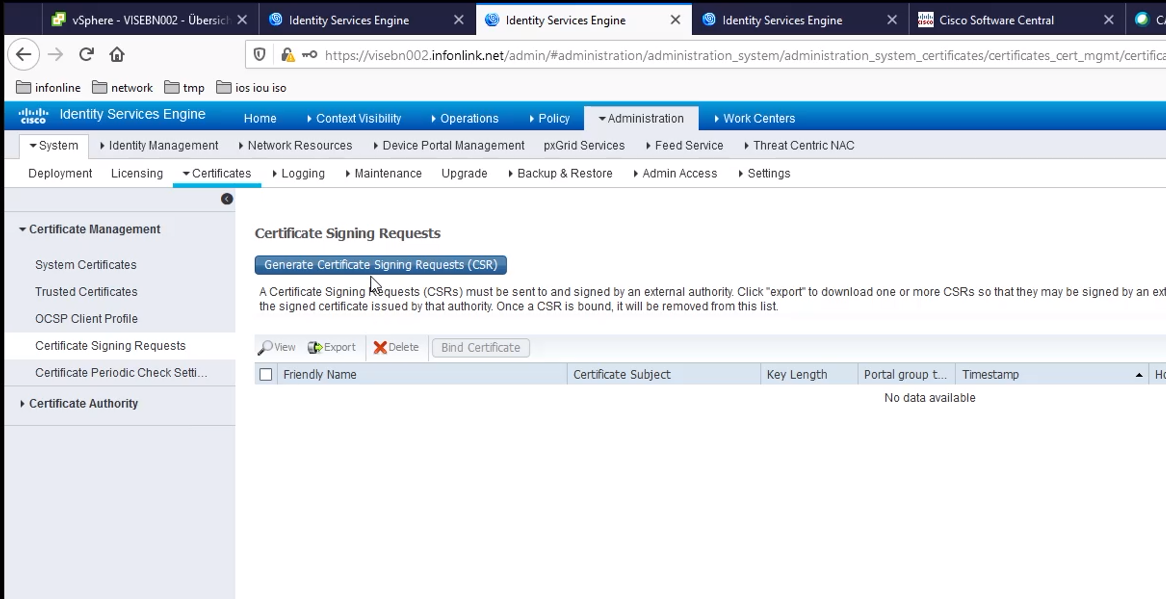 vSphere - VISEBN002 - Übersich
Identity Services Engine
Identity Services Engine
Identity Services Engine
Cisco Software Central
CA
https://visebn002.infonlink.net/admin/#administration/administration_system/administration_system_certificates/certificates_cert_mgmt/certifica
infonline network tmp ios iou iso
cisco Identity Services Engine Home Context Visibility Operations Policy Administration Work Centers
System Identity Management Network Resources Device Portal Management pxGrid Services Feed Service Threat Centric NAC
Deployment Licensing Certificates Logging Maintenance Upgrade Backup & Restore Admin Access Settings
Certificate Management
System Certificates
Trusted Certificates
OCSP Client Profile
Certificate Signing Requests
Certificate Periodic Check Setti...
Certificate Authority
Certificate Signing Requests
Generate Certificate Signing Requests (CSR)
A Certificate Signing Requests (CSRs) must be sent to and signed by an external authority. Click "export" to download one or more CSRs so that they may be signed by an ext
the signed certificate issued by that authority. Once a CSR is bound, it will be removed from this list.
View Export Delete Bind Certificate
Friendly Name Certificate Subject Key Length Portal group t... Timestamp Ho
No data available